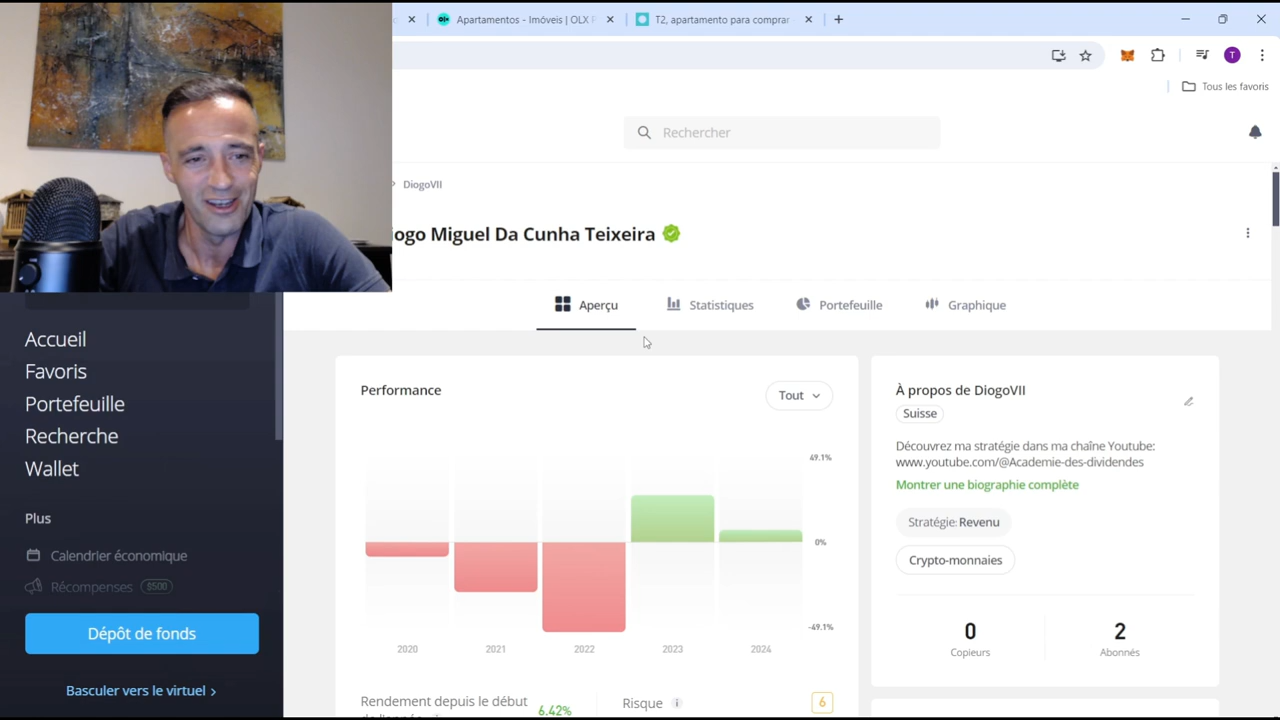 Apartamentos - Imóveis | OLX P
T2, apartamento para comprar
T
Tous les favoris
Rechercher
DiogoVII
iogo Miguel Da Cunha Teixeira
Aperçu
Statistiques
Portefeuille
Graphique
Accueil
Favoris
Portefeuille
Recherche
Wallet
Plus
Calendrier économique
Récompenses $500
Dépôt de fonds
Basculer vers le virtuel >
Performance
Tout
49.1%
0%
-49.1%
2020 2021 2022 2023 2024
Rendement depuis le début
6.42%
Risque
6
À propos de DiogoVII
Suisse
Découvrez ma stratégie dans ma chaîne Youtube:
www.youtube.com/@Academie-des-dividendes
Montrer une biographie complète
Stratégie: Revenu
Crypto-monnaies
0
Copieurs
2
Abonnés